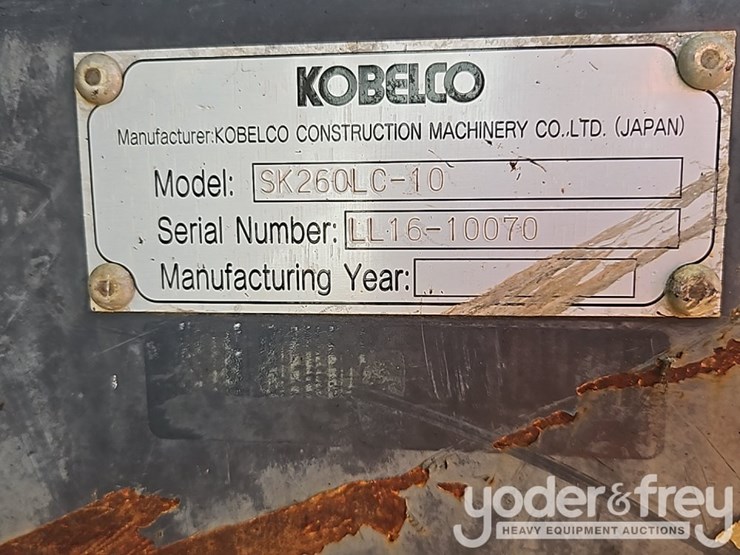 KOBELCO
Manufacturer:KOBELCO CONSTRUCTION MACHINERY CO.,LTD. (JAPAN)
Model: SK260LC-10
Serial Number: LL16-10070
Manufacturing Year:
yoder&frey
HEAVY EQUIPMENT AUCTIONS